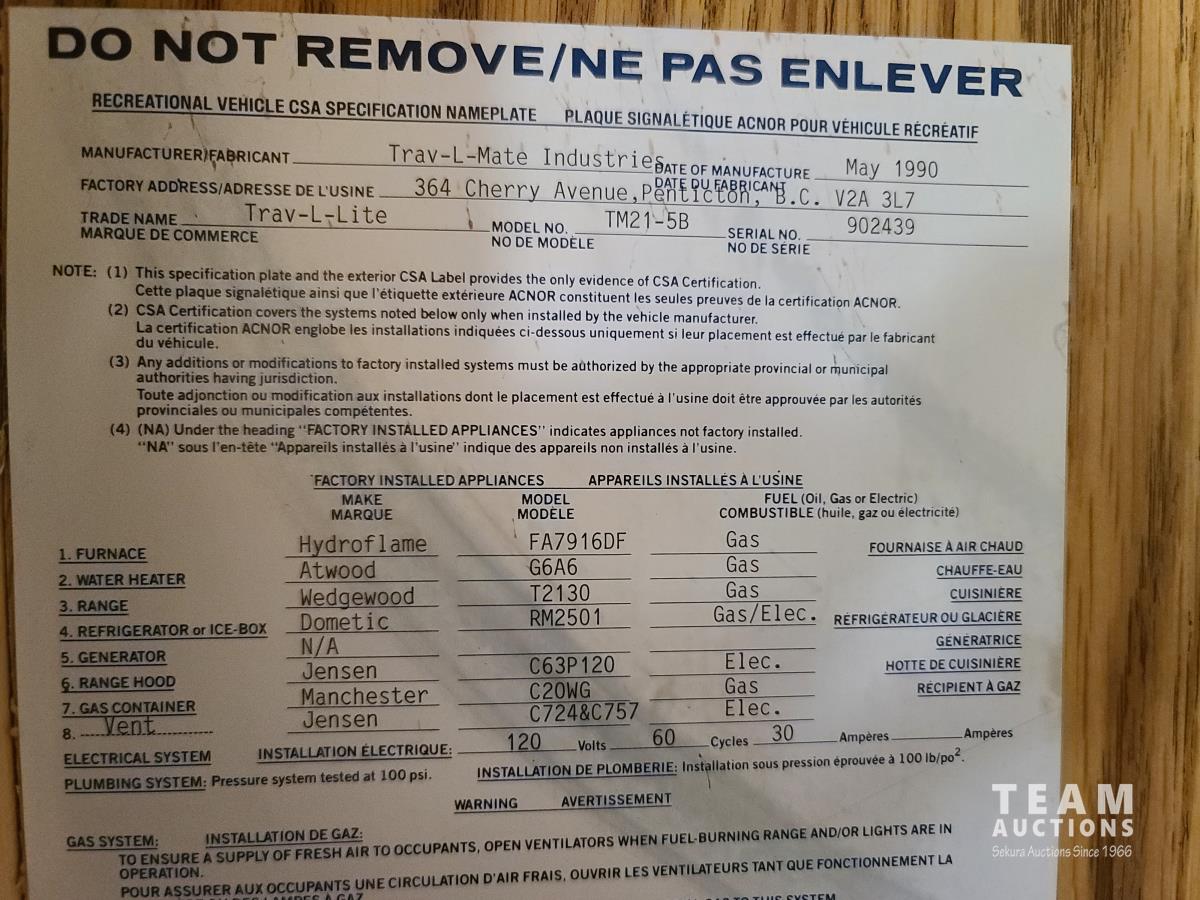 DO NOT REMOVE/NE PAS ENLEVER
RECREATIONAL VEHICLE CSA SPECIFICATION NAMEPLATE PLAQUE SIGNALÉTIQUE ACNOR POUR VÉHICULE RÉCRÉATIF
MANUFACTURER/FABRICANT Trav-L-Mate Industries DATE OF MANUFACTURE May 1990
DATE DU FABRICANT
FACTORY ADDRESS/ADRESSE DE L'USINE 364 Cherry Avenue, Penticton, B.C. V2A 3L7
TRADE NAME Trav-L-Lite MODEL NO. TM21-5B SERIAL NO. 902439
MARQUE DE COMMERCE NO DE MODÈLE NO DE SÉRIE
NOTE: (1) This specification plate and the exterior CSA Label provides the only evidence of CSA Certification.
Cette plaque signalétique ainsi que l'étiquette extérieure ACNOR constituent les seules preuves de la certification ACNOR.
(2) CSA Certification covers the systems noted below only when installed by the vehicle manufacturer.
La certification ACNOR englobe les installations indiquées ci-dessous uniquement si leur placement est effectué par le fabricant
du véhicule.
(3) Any additions or modifications to factory installed systems must be authorized by the appropriate provincial or municipal
authorities having jurisdiction.
Toute adjonction ou modification aux installations dont le placement est effectué à l'usine doit être approuvée par les autorités
provinciales ou municipales compétentes.
(4) (NA) Under the heading "FACTORY INSTALLED APPLIANCES" indicates appliances not factory installed.
"NA" sous l'en-tête "Appareils installés à l'usine" indique des appareils non installés à l'usine.
FACTORY INSTALLED APPLIANCES APPAREILS INSTALLÉS À L'USINE
MAKE MODEL FUEL (Oil, Gas or Electric)
MARQUE MODÈLE COMBUSTIBLE (huile, gaz ou électricité)
1. FURNACE Hydroflame FA7916DF Gas FOURNAISE À AIR CHAUD
2. WATER HEATER Atwood G6A6 Gas CHAUFFE-EAU
3. RANGE Wedgewood T2130 Gas CUISINIÈRE
4. REFRIGERATOR or ICE-BOX Dometic RM2501 Gas/Elec. RÉFRIGÉRATEUR OU GLACIÈRE
5. GENERATOR N/A GÉNÉRATRICE
6. RANGE HOOD Jensen C63P120 Elec. HOTTE DE CUISINIÈRE
7. GAS CONTAINER Manchester C20WG Gas RÉCIPIENT À GAZ
8. Vent Jensen C724&C757 Elec.
ELECTRICAL SYSTEM INSTALLATION ÉLECTRIQUE: 120 Volts 60 Cycles 30 Ampères Ampères
PLUMBING SYSTEM: Pressure system tested at 100 psi. INSTALLATION DE PLOMBERIE: Installation sous pression éprouvée à 100 lb/po².
WARNING AVERTISSEMENT
GAS SYSTEM: INSTALLATION DE GAZ:
TO ENSURE A SUPPLY OF FRESH AIR TO OCCUPANTS, OPEN VENTILATORS WHEN FUEL-BURNING RANGE AND/OR LIGHTS ARE IN
OPERATION.
POUR ASSURER AUX OCCUPANTS UNE CIRCULATION D'AIR FRAIS, OUVRIR LES VENTILATEURS TANT QUE FONCTIONNEMENT LA
TEAM
AUCTIONS
Sekura Auctions Since 1966